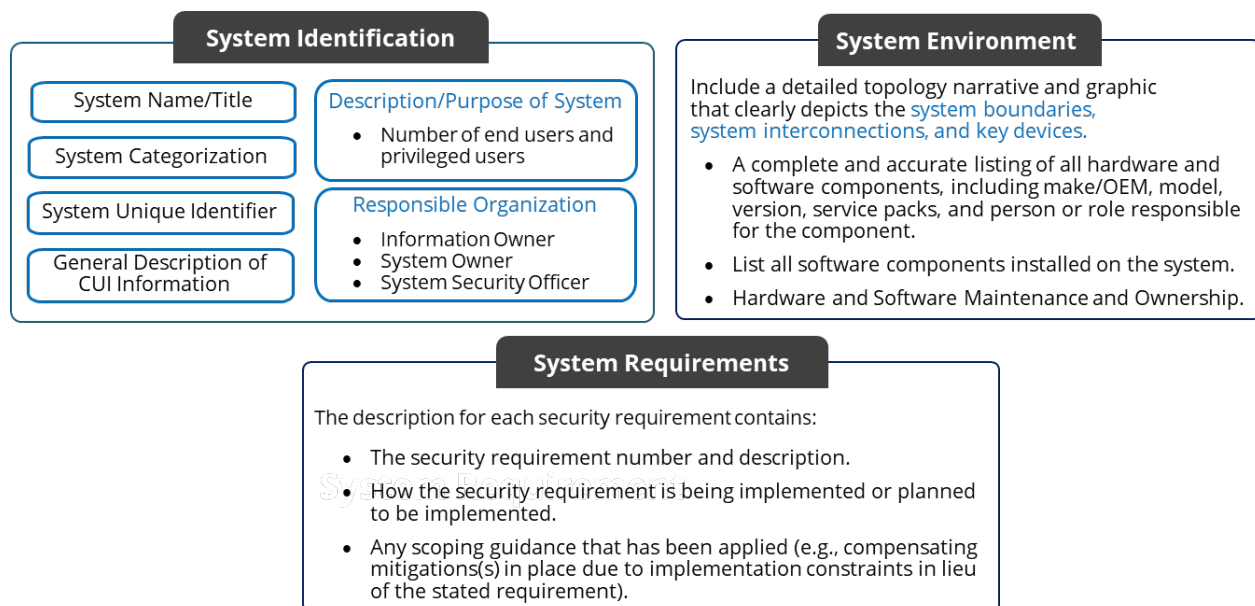 System Identification
System Name/Title
System Categorization
System Unique Identifier
General Description of
CUI Information
Description/Purpose of System
• Number of end users and
privileged users
Responsible Organization
• Information Owner
• System Owner
• System Security Officer
System Environment
Include a detailed topology narrative and graphic
that clearly depicts the system boundaries,
system interconnections, and key devices.
• A complete and accurate listing of all hardware and
software components, including make/OEM, model,
version, service packs, and person or role responsible
for the component.
• List all software components installed on the system.
• Hardware and Software Maintenance and Ownership.
System Requirements
The description for each security requirement contains:
• The security requirement number and description.
System Requirement
• How the security requirement is being implemented or planned
to be implemented.
• Any scoping guidance that has been applied (e.g., compensating
mitigations(s) in place due to implementation constraints in lieu
of the stated requirement).